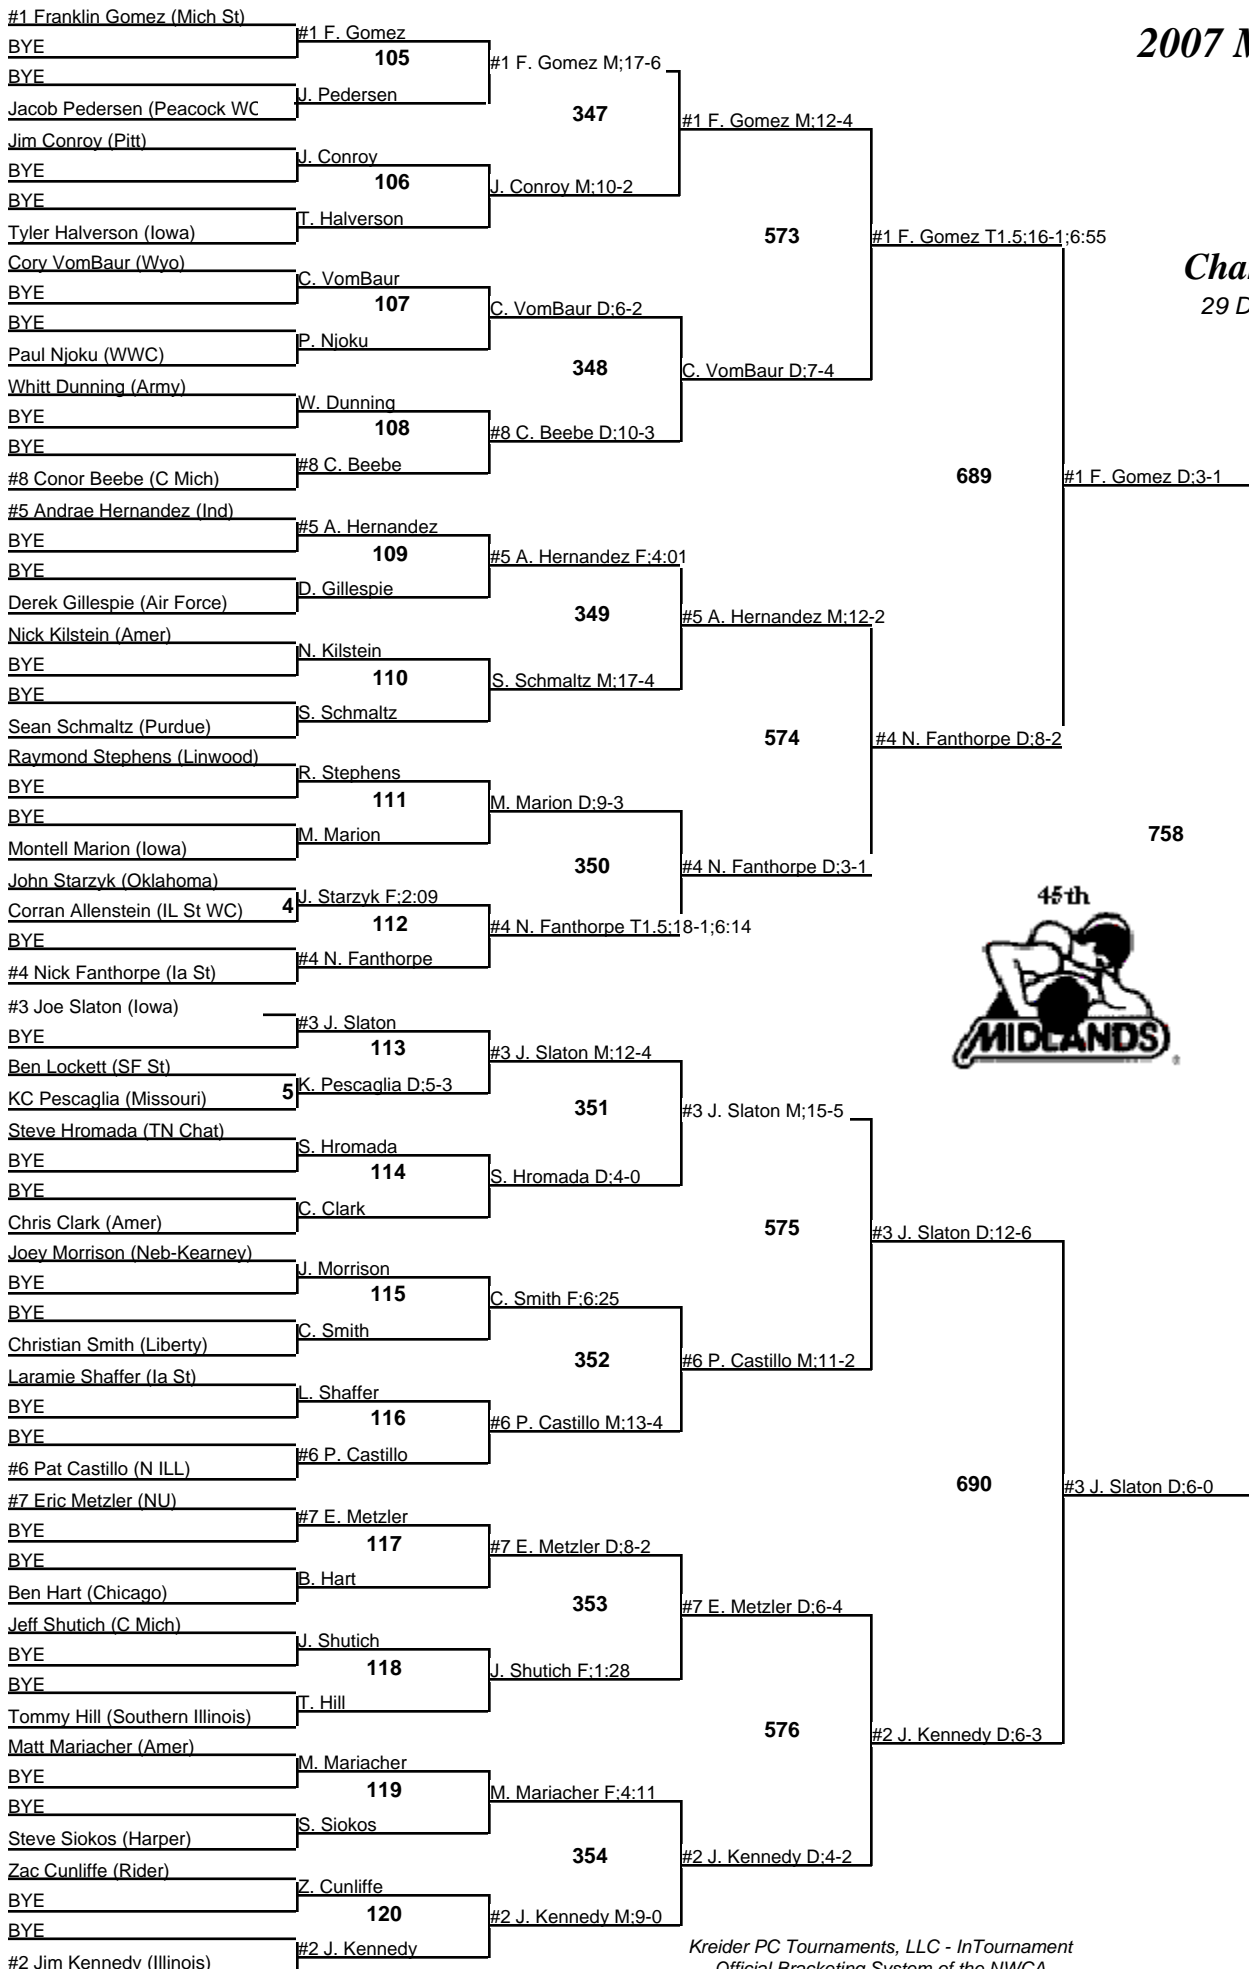 #1 Franklin Gomez (Mich St)
BYE
BYE
Jacob Pedersen (Peacock WC
Jim Conroy (Pitt)
BYE
BYE
Tyler Halverson (Iowa)
Cory VomBaur (Wyo)
BYE
BYE
Paul Njoku (WWC)
Whitt Dunning (Army)
BYE
BYE
#8 Conor Beebe (C Mich)
#5 Andrae Hernandez (Ind)
BYE
BYE
Derek Gillespie (Air Force)
Nick Kilstein (Amer)
BYE
BYE
Sean Schmaltz (Purdue)
Raymond Stephens (Linwood)
BYE
BYE
Montell Marion (Iowa)
John Starzyk (Oklahoma)
Corran Allenstein (IL St WC) 4
BYE
#4 Nick Fanthorpe (Ia St)
#3 Joe Slaton (Iowa)
BYE
Ben Lockett (SF St)
KC Pescaglia (Missouri) 5
Steve Hromada (TN Chat)
BYE
BYE
Chris Clark (Amer)
Joey Morrison (Neb-Kearney)
BYE
BYE
Christian Smith (Liberty)
Laramie Shaffer (Ia St)
BYE
BYE
#6 Pat Castillo (N ILL)
#7 Eric Metzler (NU)
BYE
BYE
Ben Hart (Chicago)
Jeff Shutich (C Mich)
BYE
BYE
Tommy Hill (Southern Illinois)
Matt Mariacher (Amer)
BYE
BYE
Steve Siokos (Harper)
Zac Cunliffe (Rider)
BYE
BYE
#2 Jim Kennedy (Illinois)
#1 F. Gomez
105
J. Pedersen
J. Conroy
106
T. Halverson
C. VomBaur
107
P. Njoku
W. Dunning
108
#8 C. Beebe
#5 A. Hernandez
109
D. Gillespie
N. Kilstein
110
S. Schmaltz
R. Stephens
111
M. Marion
J. Starzyk F;2:09
112
#4 N. Fanthorpe
#3 J. Slaton
113
K. Pescaglia D;5-3
S. Hromada
114
C. Clark
J. Morrison
115
C. Smith
L. Shaffer
116
#6 P. Castillo
#7 E. Metzler
117
B. Hart
J. Shutich
118
T. Hill
M. Mariacher
119
S. Siokos
Z. Cunliffe
120
#2 J. Kennedy
#1 F. Gomez M;17-6
347
J. Conroy M;10-2
C. VomBaur D;6-2
348
#8 C. Beebe D;10-3
#5 A. Hernandez F;4:01
349
S. Schmaltz M;17-4
M. Marion D;9-3
350
#4 N. Fanthorpe T1.5;18-1;6:14
#3 J. Slaton M;12-4
351
S. Hromada D;4-0
C. Smith F;6:25
352
#6 P. Castillo M;13-4
#7 E. Metzler D;8-2
353
J. Shutich F;1:28
M. Mariacher F;4:11
354
#2 J. Kennedy M;9-0
#1 F. Gomez M;12-4
573
C. VomBaur D;7-4
#5 A. Hernandez M;12-2
574
#4 N. Fanthorpe D;3-1
#3 J. Slaton M;15-5
575
#6 P. Castillo M;11-2
#7 E. Metzler D;6-4
576
#2 J. Kennedy D;4-2
#1 F. Gomez T1.5;16-1;6:55
689
#4 N. Fanthorpe D;8-2
#3 J. Slaton D;12-6
690
#2 J. Kennedy D;6-3
#1 F. Gomez D;3-1
758
#3 J. Slaton D;6-0
2007 M
Cha
29 D
45th
MIDLANDS
Kreider PC Tournaments, LLC - InTournament
Official Bracketing System of the NWCA